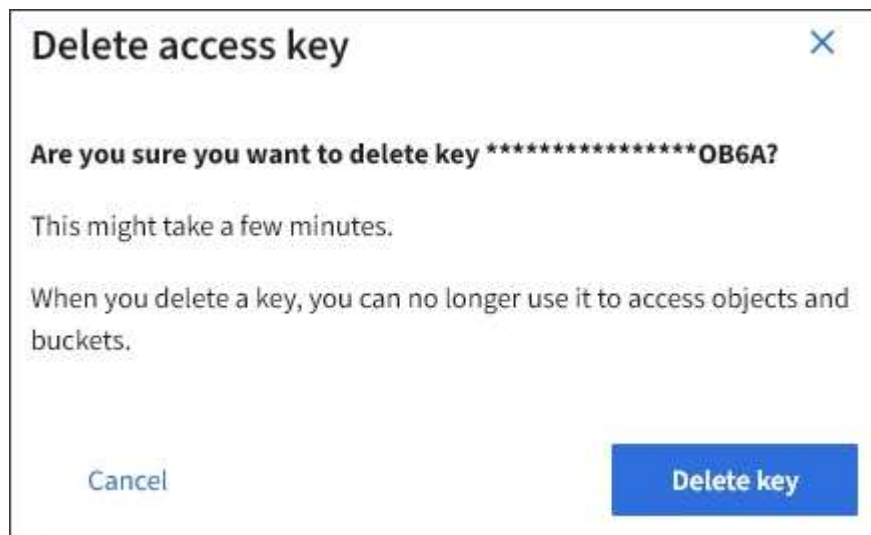 Delete access key
Are you sure you want to delete key ****************OB6A?
This might take a few minutes.
When you delete a key, you can no longer use it to access objects and
buckets.
Cancel
Delete key